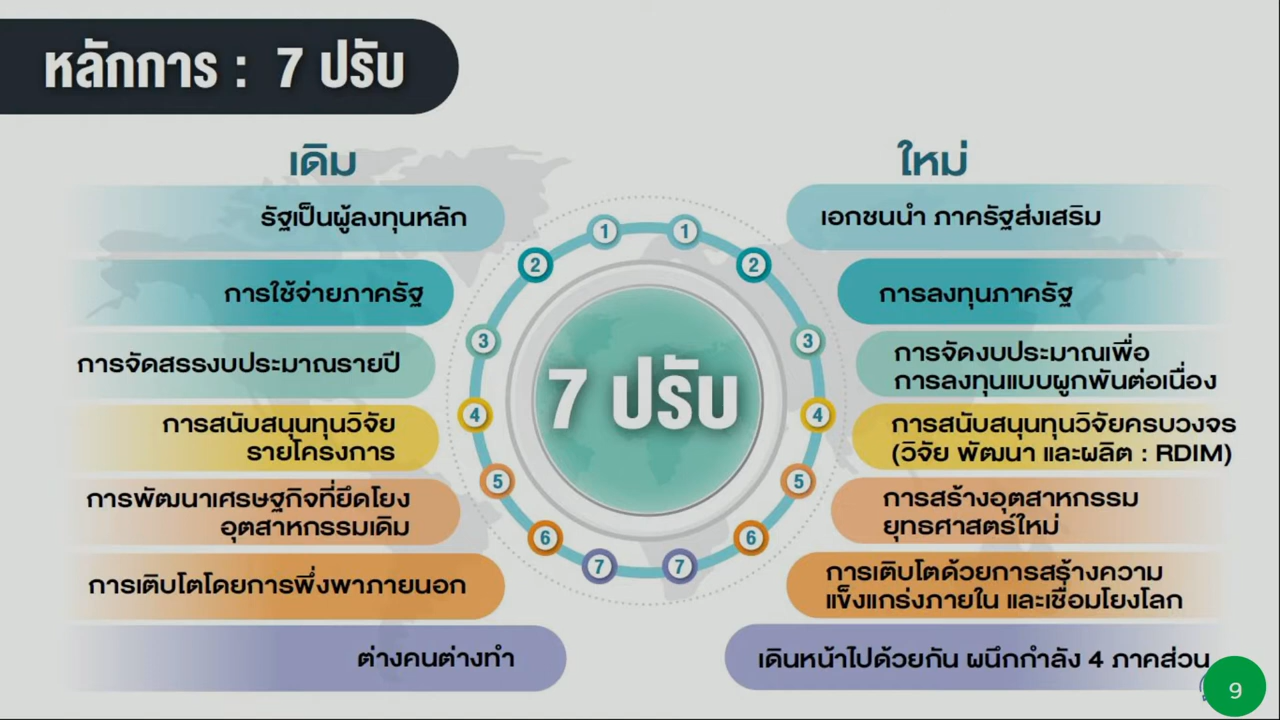 หลักการ : 7 ปรับ
เดิม
ใหม่
รัฐเป็นผู้ลงทุนหลัก
1
1
เอกชนนำ ภาครัฐส่งเสริม
การใช้จ่ายภาครัฐ
2
2
การลงทุนภาครัฐ
การจัดสรรงบประมาณรายปี
3
3
การจัดงบประมาณเพื่อ
การลงทุนแบบผูกพันต่อเนื่อง
7 ปรับ
การสนับสนุนทุนวิจัย
รายโครงการ
4
4
การสนับสนุนทุนวิจัยครบวงจร
(วิจัย พัฒนา และผลิต : RDIM)
การพัฒนาเศรษฐกิจที่ยึดโยง
อุตสาหกรรมเดิม
5
5
การสร้างอุตสาหกรรม
ยุทธศาสตร์ใหม่
การเติบโตโดยการพึ่งพาภายนอก
6
6
การเติบโตด้วยการสร้างความ
แข็งแกร่งภายใน และเชื่อมโยงโลก
ต่างคนต่างทำ
7
7
เดินหน้าไปด้วยกัน ผนึกกำลัง 4 ภาคส่วน
9